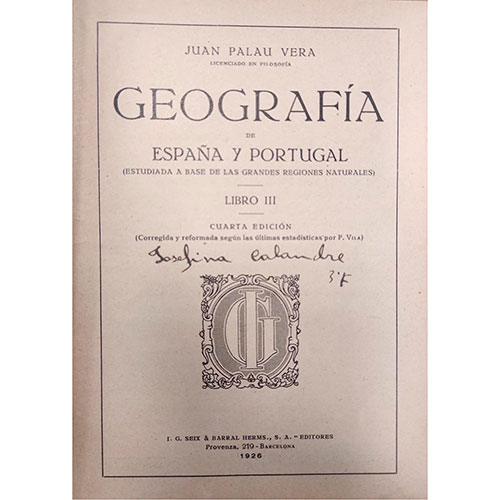 JUAN PALAU VERA
LICENCIADO EN FILOSOFÍA
GEOGRAFÍA
DE
ESPAÑA Y PORTUGAL
(ESTUDIADA A BASE DE LAS GRANDES REGIONES NATURALES)
LIBRO III
CUARTA EDICIÓN
(Corregida y reformada según las últimas estadísticas por P. VILA)
Josefina Calandre
3º F
IG
I. G. SEIX & BARRAL HERMS., S. A. - EDITORES
Provenza, 219 - BARCELONA
1926